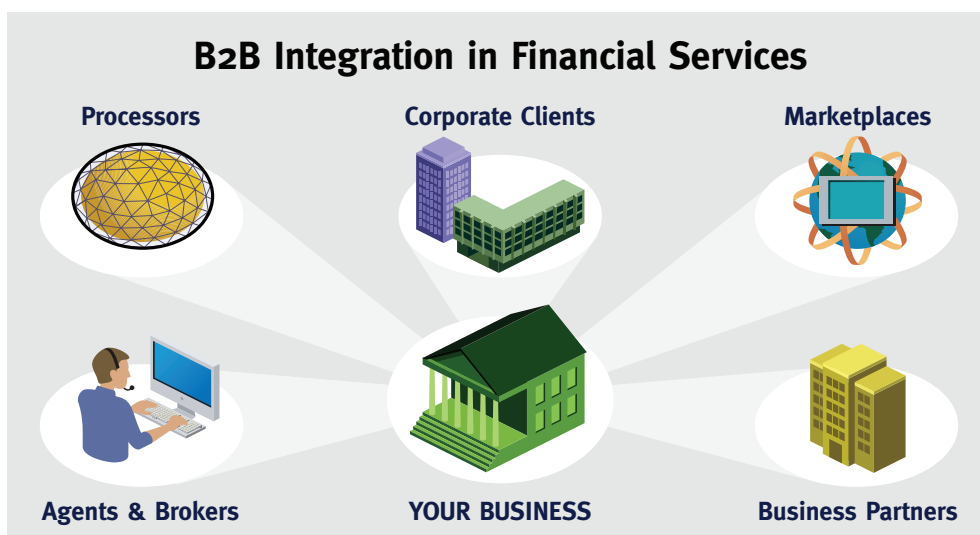 B2B Integration in Financial Services
Processors
Corporate Clients
Marketplaces
Agents & Brokers
YOUR BUSINESS
Business Partners